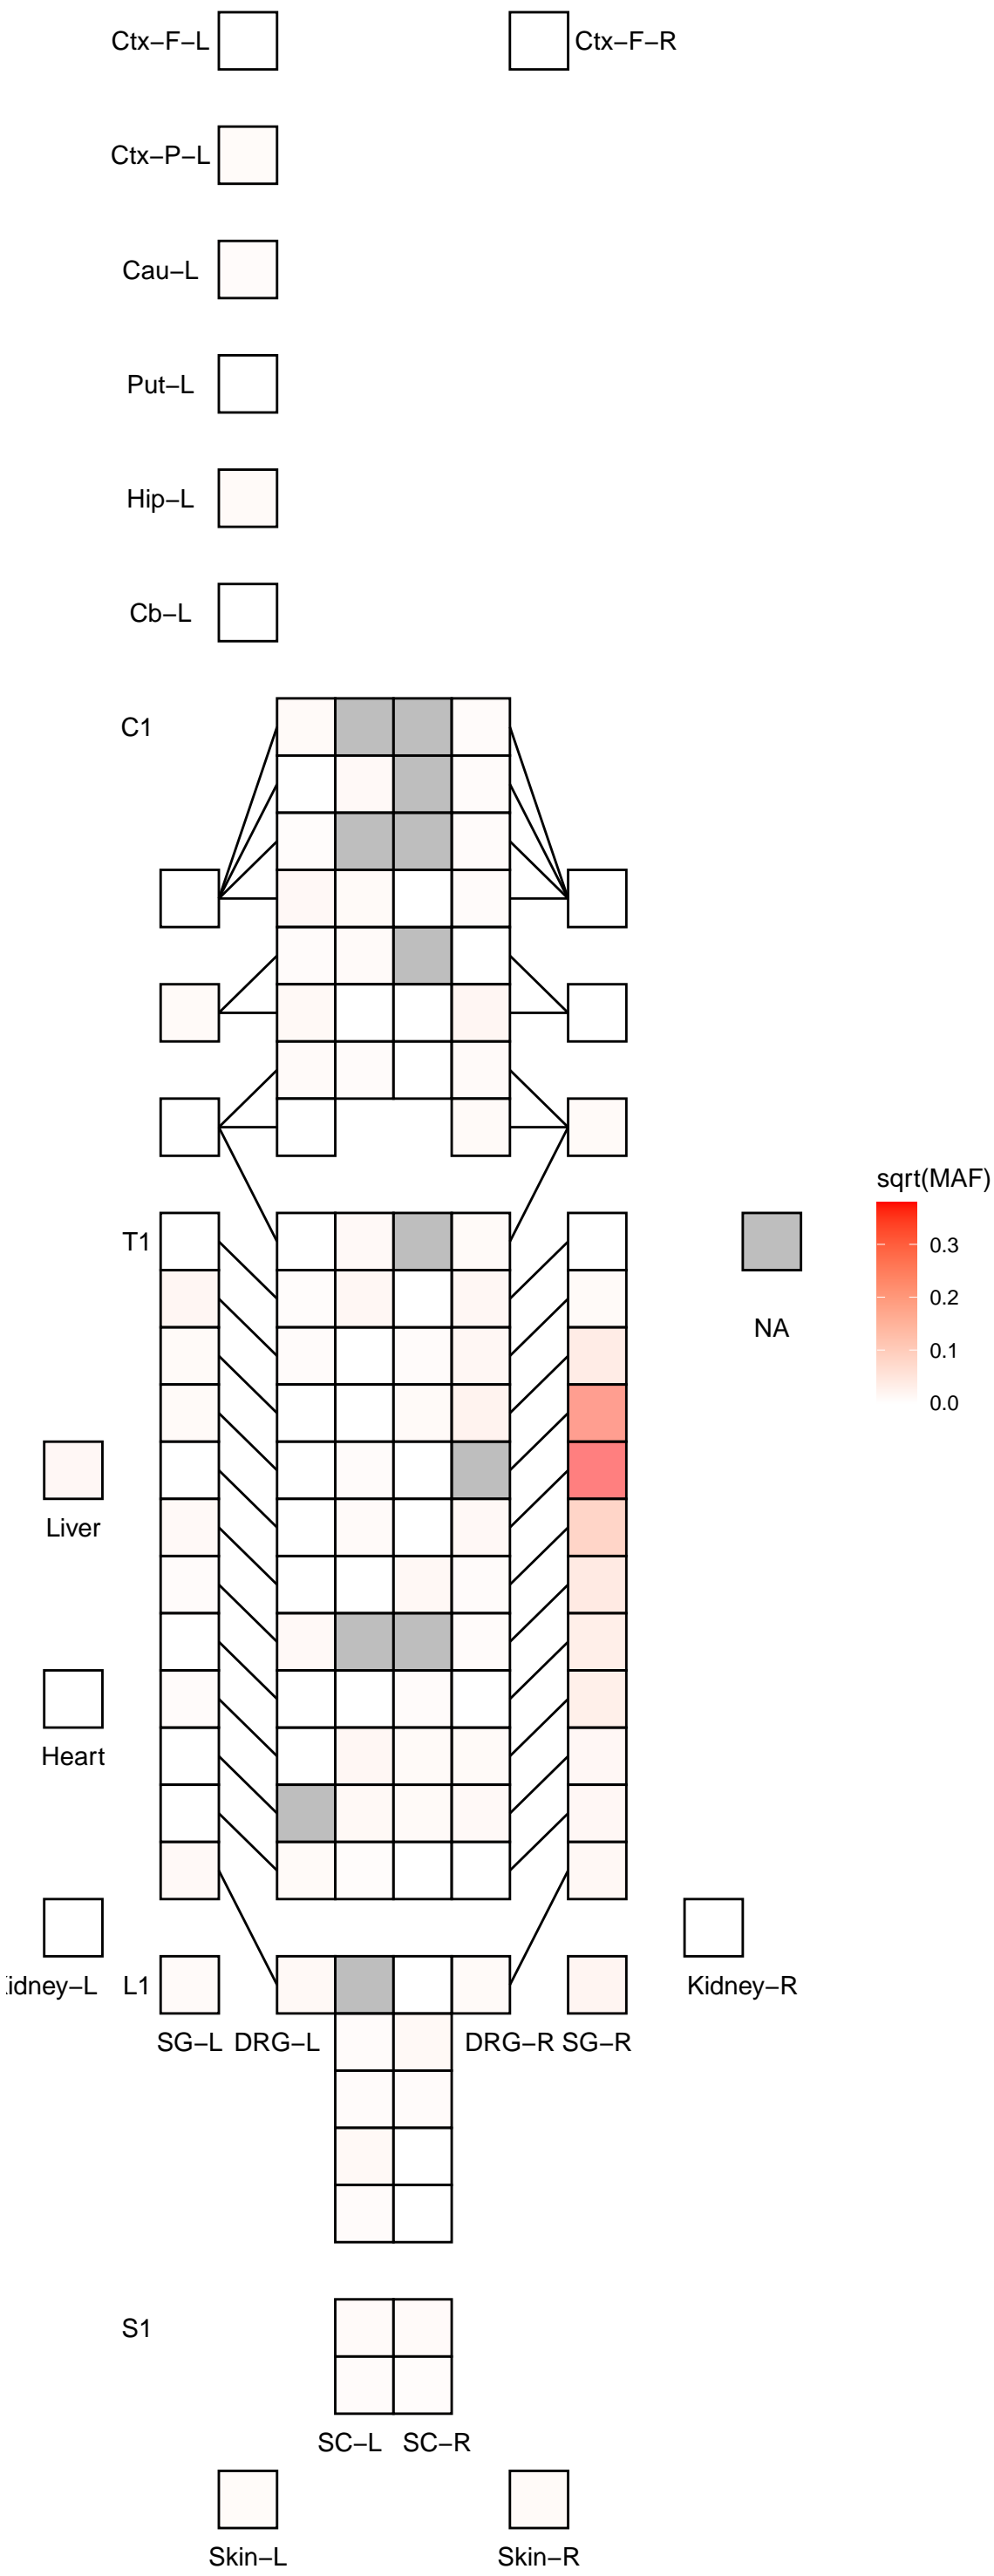 Ctx−F−L
Ctx−F−R
Ctx−P−L
Cau−L
Put−L
Hip−L
Cb−L
C1
sqrt(MAF)
T1
0.3
0.2
NA
0.1
0.0
Liver
Heart
idney−L
L1
Kidney−R
SG−L
DRG−L
DRG−R
SG−R
S1
SC−L
SC−R
Skin−L
Skin−R